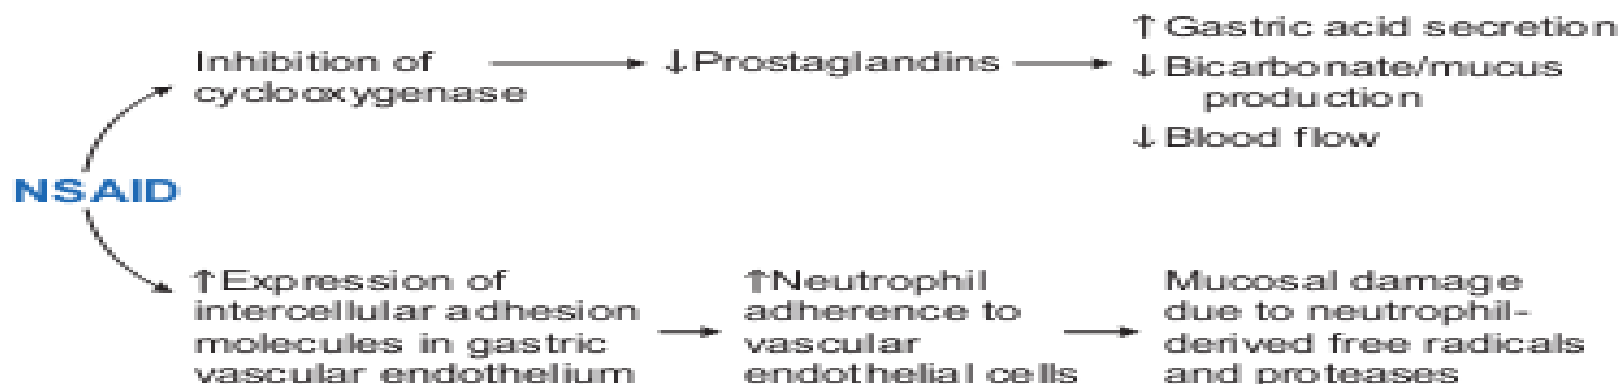 Inhibition of
cyclooxygenase
↓ Prostaglandins
↑ Gastric acid secretion
↓ Bicarbonate/mucus
production
↓ Blood flow
NSAID
↑ Expression of
intercellular adhesion
molecules in gastric
vascular endothelium
↑ Neutrophil
adherence to
vascular
endothelial cells
Mucosal damage
due to neutrophil-
derived free radicals
and proteases